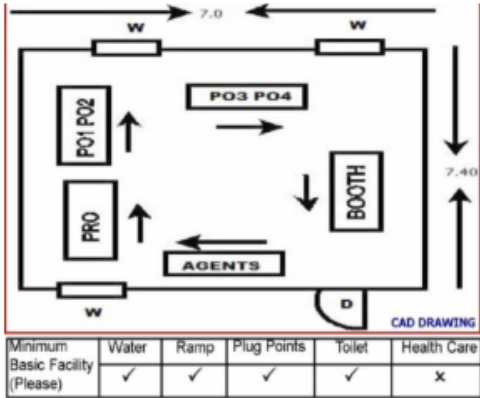 7.0
W W
PO3 PO4
PO1 PO2
7.40
BOOTH
PRO
AGENTS
W
D
CAD DRAWING
Minimum Basic Facility (Please) Water Ramp Plug Points Toilet Health Care
✓ ✓ ✓ ✓ x